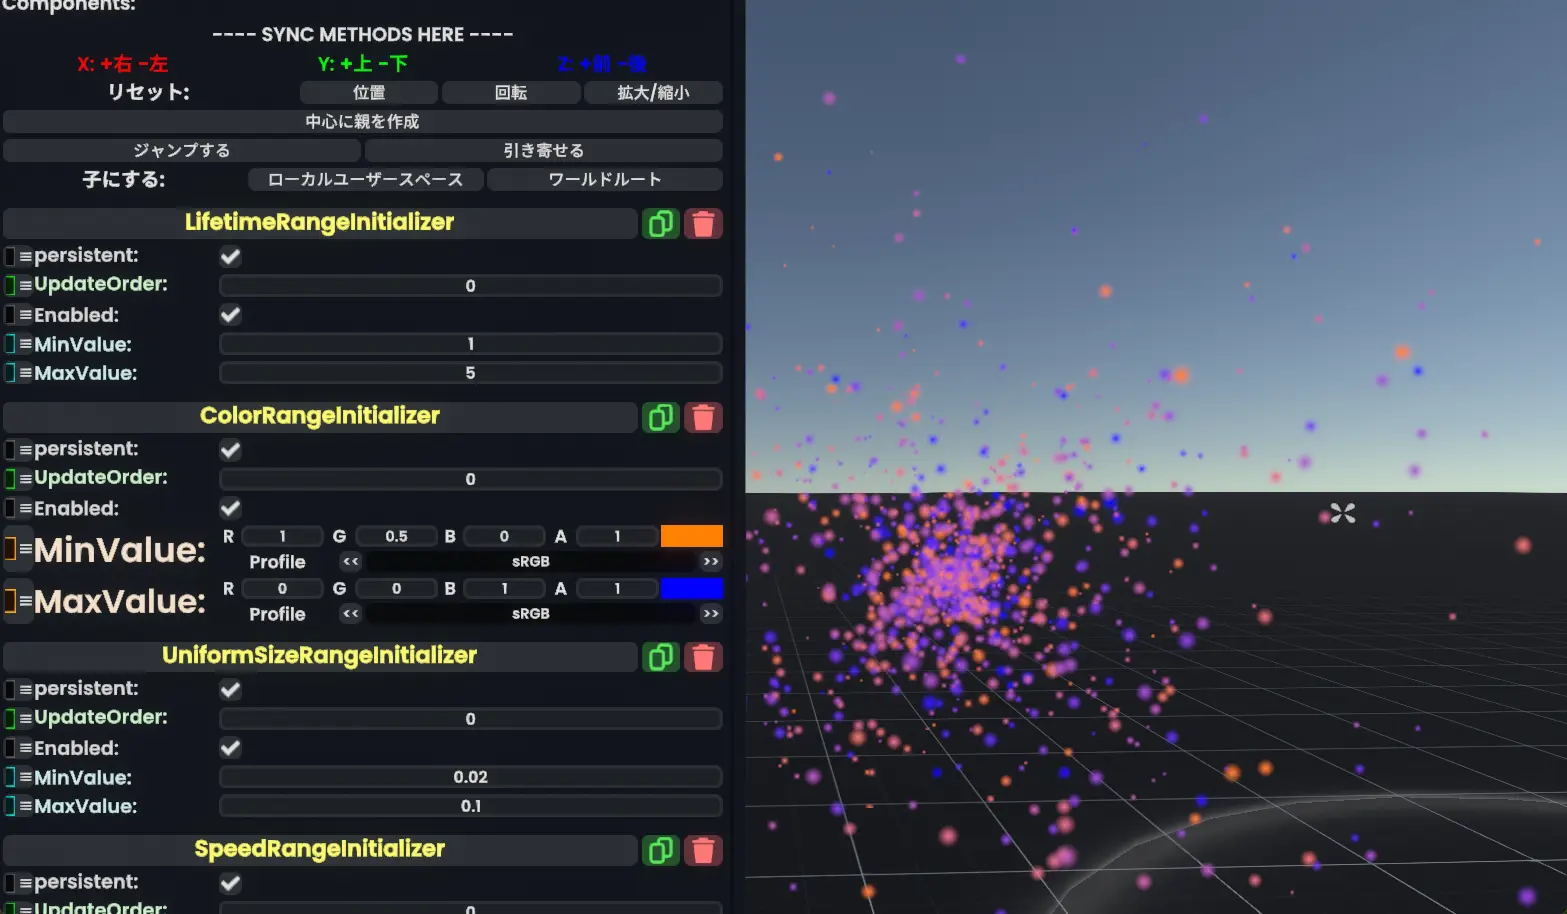 Components:
---- SYNC METHODS HERE ----
X: +右 -左 Y: +上 -下 Z: +前 -後
リセット: 位置 回転 拡大/縮小
中心に親を作成
ジャンプする 引き寄せる
子にする: ローカルユーザースペース ワールドルート
LifetimeRangeInitializer
persistent:
UpdateOrder: 0
Enabled:
MinValue: 1
MaxValue: 5
ColorRangeInitializer
persistent:
UpdateOrder: 0
Enabled:
MinValue: R 1 G 0.5 B 0 A 1
Profile << sRGB >>
MaxValue: R 0 G 0 B 1 A 1
Profile << sRGB >>
UniformSizeRangeInitializer
persistent:
UpdateOrder: 0
Enabled:
MinValue: 0.02
MaxValue: 0.1
SpeedRangeInitializer
persistent:
UpdateOrder: 0